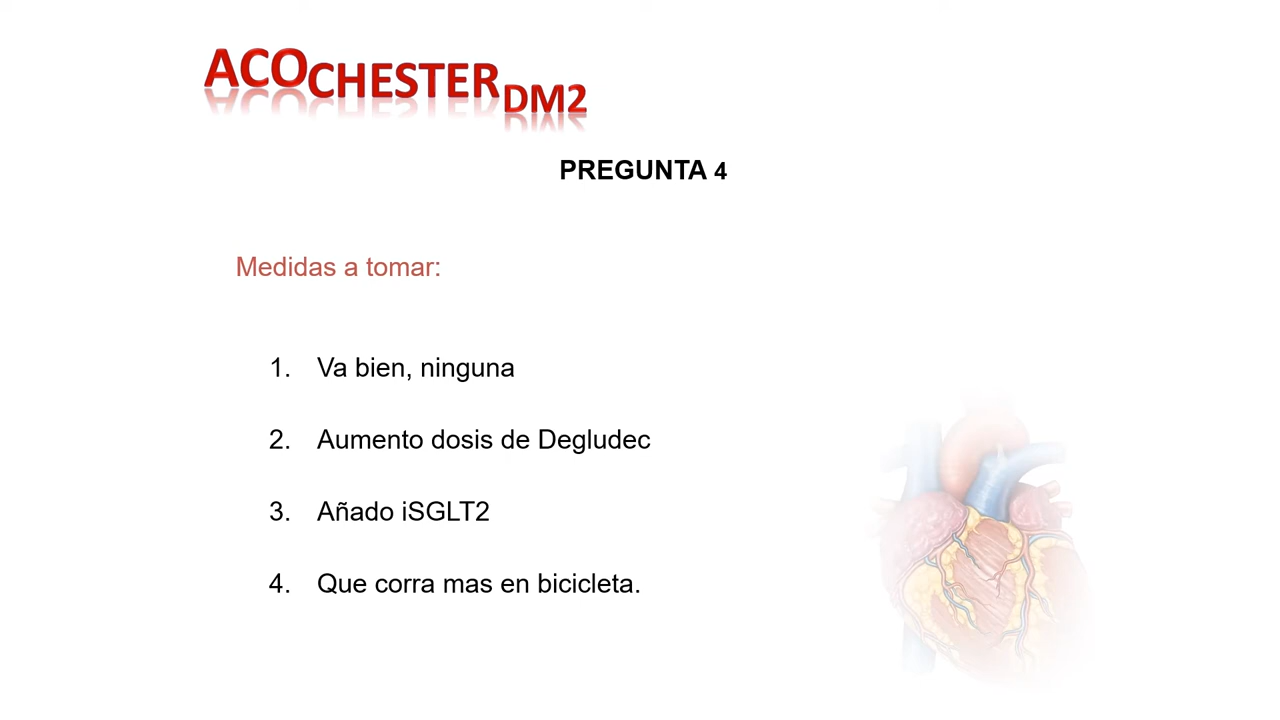 ACOCHESTERDM2
PREGUNTA 4
Medidas a tomar:
1. Va bien, ninguna
2. Aumento dosis de Degludec
3. Añado iSGLT2
4. Que corra mas en bicicleta.